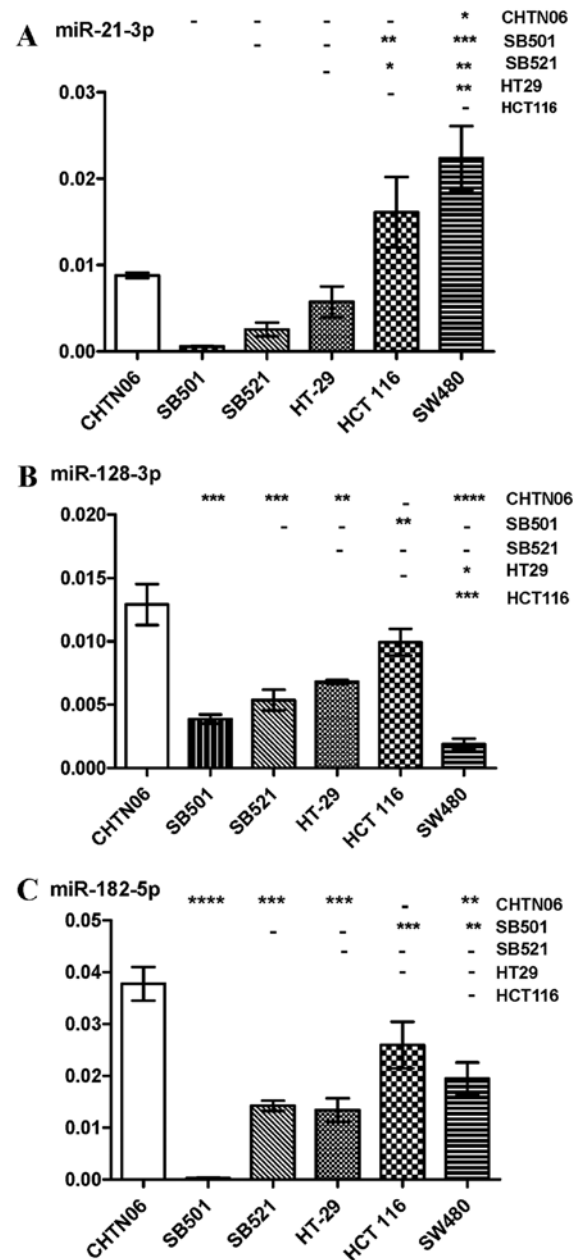 A miR-21-3p
- - - - * CHTN06
- - ** *** SB501
- * ** SB521
- ** HT29
- HCT116
0.03
0.02
0.01
0.00
CHTN06 SB501 SB521 HT-29 HCT 116 SW480
B miR-128-3p
*** *** ** - **** CHTN06
- - ** - SB501
- - - SB521
- * HT29
*** HCT116
0.020
0.015
0.010
0.005
0.000
CHTN06 SB501 SB521 HT-29 HCT 116 SW480
C miR-182-5p
**** *** *** - ** CHTN06
- - *** ** SB501
- - - SB521
- - HT29
- HCT116
0.05
0.04
0.03
0.02
0.01
0.00
CHTN06 SB501 SB521 HT-29 HCT 116 SW480